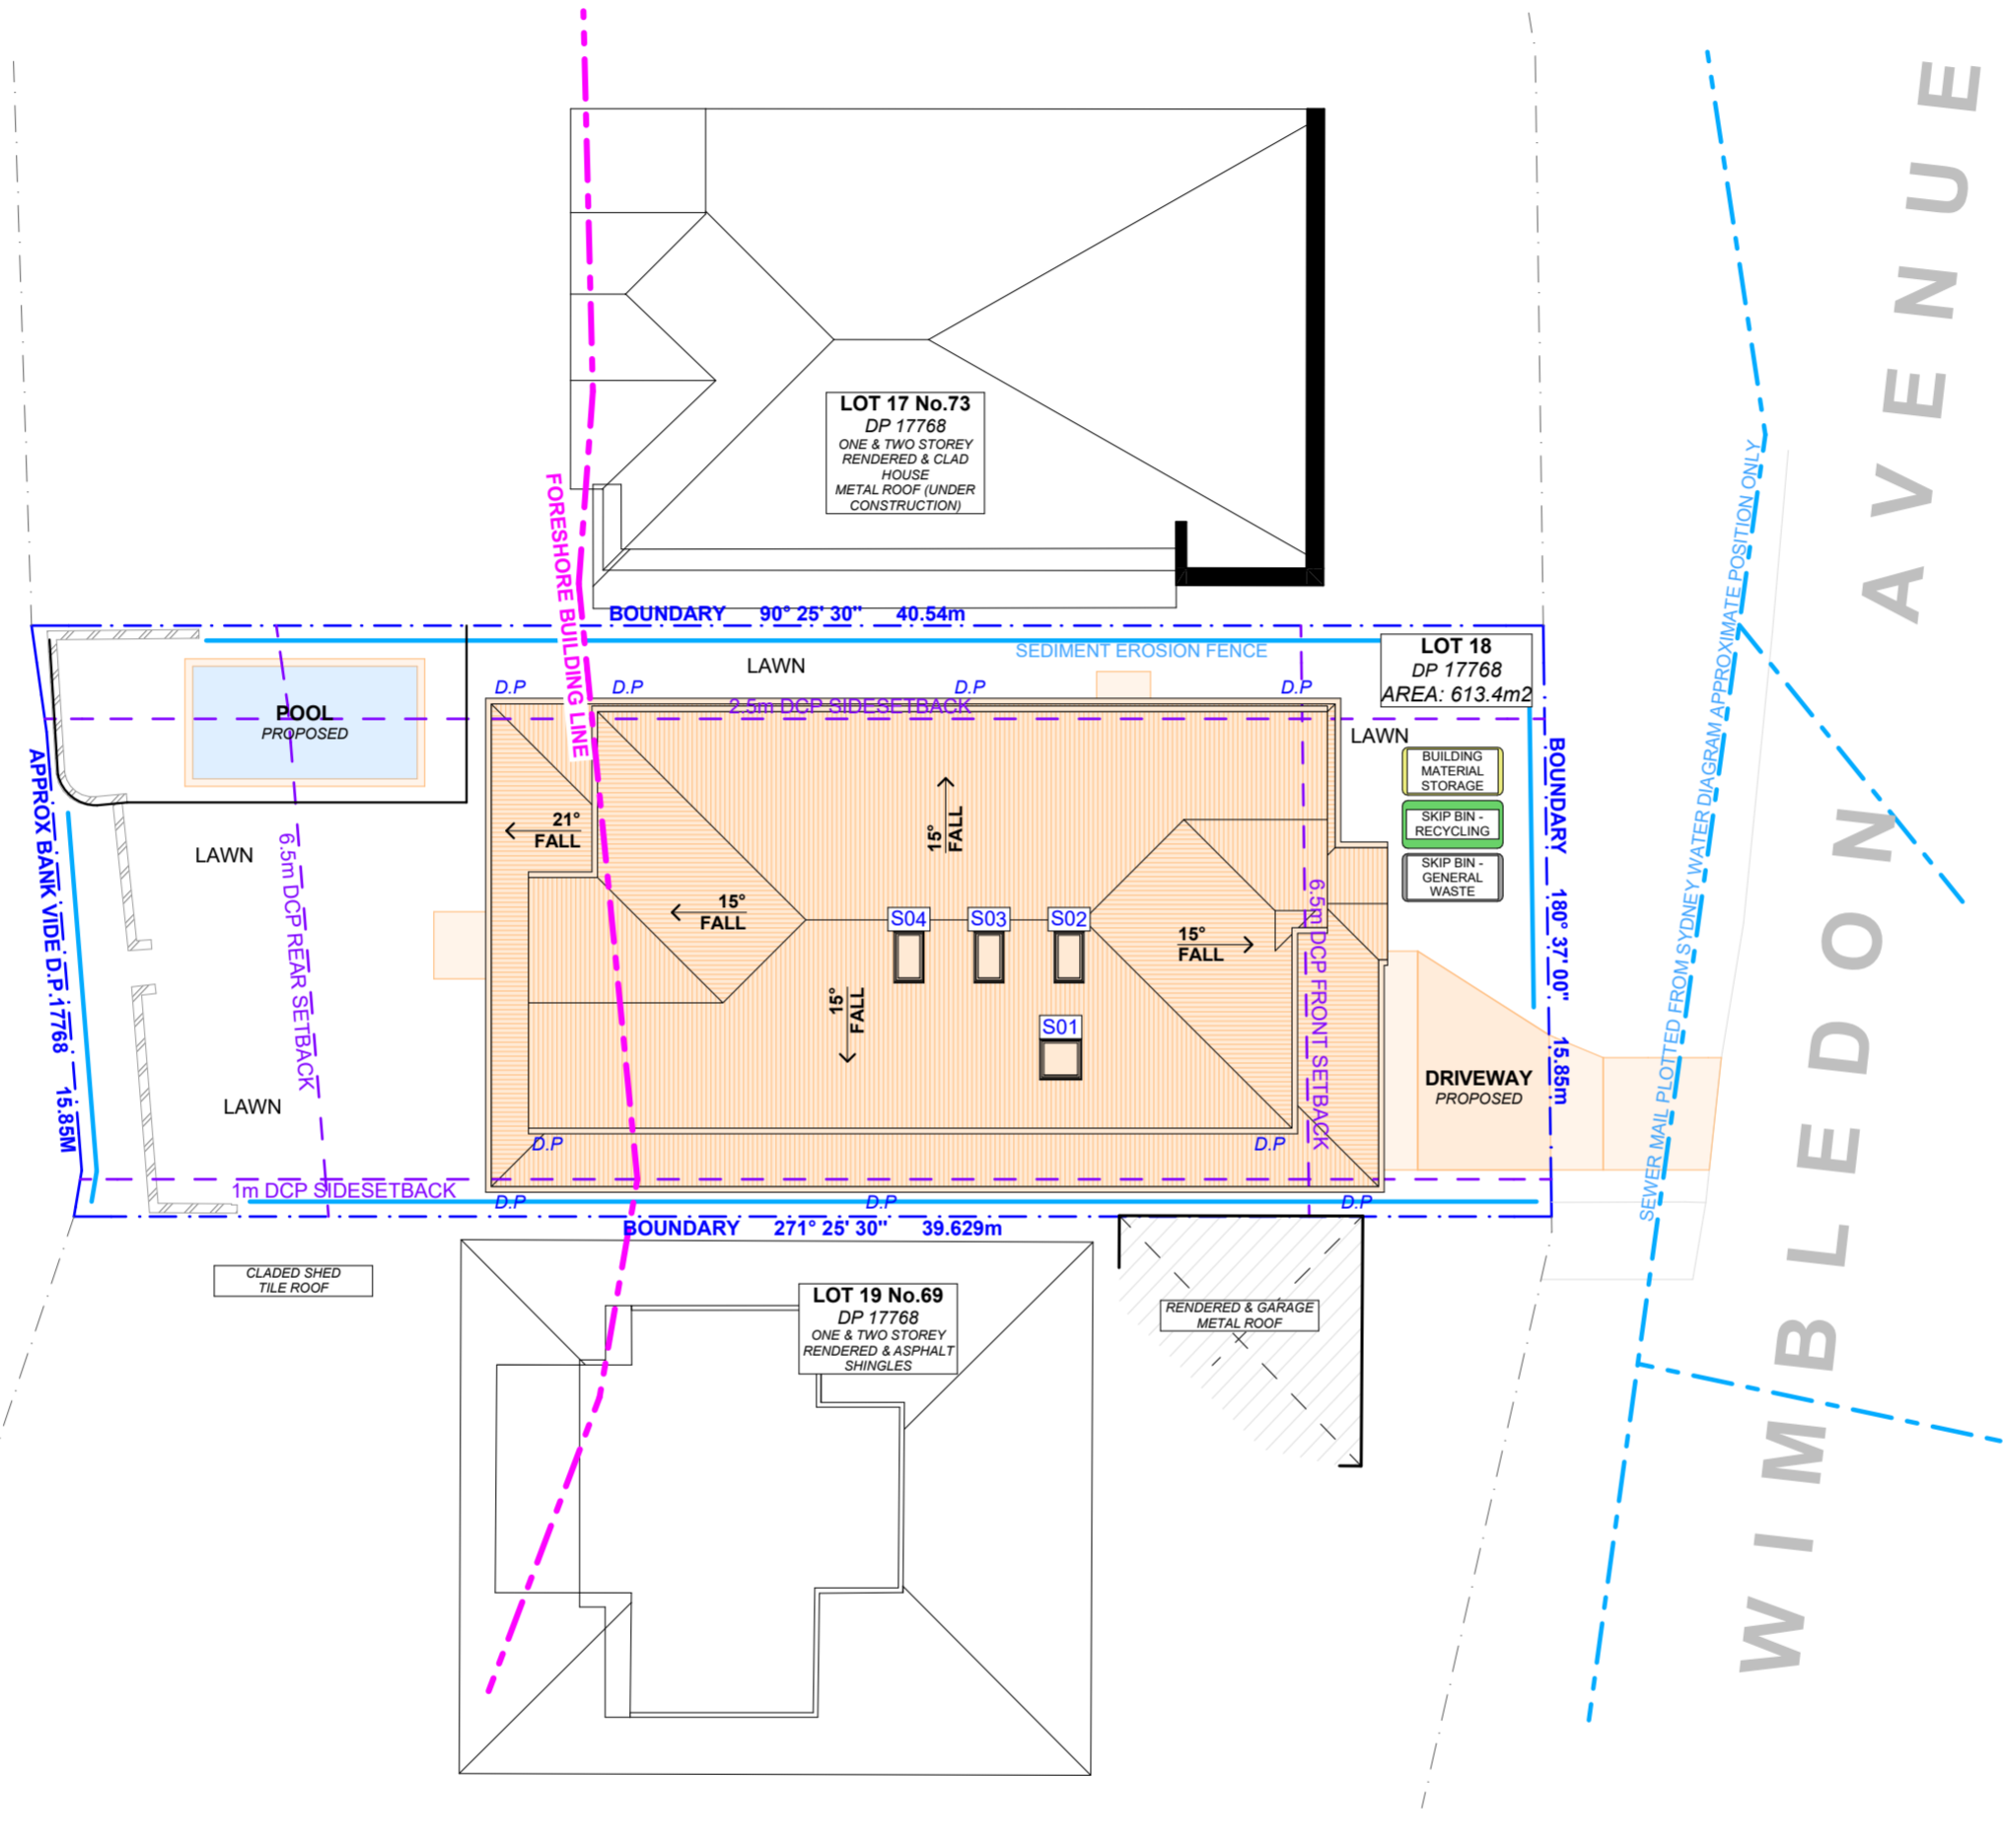 LOT 17 No.73
DP 17768
ONE & TWO STOREY
RENDERED & CLAD
HOUSE
METAL ROOF (UNDER
CONSTRUCTION)
FORESHORE BUILDING LINE
BOUNDARY 90° 25' 30" 40.54m
SEDIMENT EROSION FENCE
LAWN
LOT 18
DP 17768
AREA: 613.4m2
D.P
D.P
D.P
D.P
2.5m DCP SIDESETBACK
POOL
PROPOSED
LAWN
BUILDING
MATERIAL
STORAGE
SKIP BIN -
RECYCLING
SKIP BIN -
GENERAL
WASTE
BOUNDARY 180° 37' 00" 15.85m
APPROX BANK VIDE D.P.17768 15.85M
6.5m DCP REAR SETBACK
LAWN
21°
FALL
15°
FALL
15°
FALL
15°
FALL
15°
FALL
S04
S03
S02
S01
6.5m DCP FRONT SETBACK
DRIVEWAY
PROPOSED
LAWN
D.P
D.P
1m DCP SIDESETBACK
D.P
D.P
D.P
BOUNDARY 271° 25' 30" 39.629m
CLADED SHED
TILE ROOF
LOT 19 No.69
DP 17768
ONE & TWO STOREY
RENDERED & ASPHALT
SHINGLES
RENDERED & GARAGE
METAL ROOF
SEWER MAIL PLOTTED FROM SYDNEY WATER DIAGRAM APPROXIMATE POSITION ONLY
WIMBLEDON AVENUE